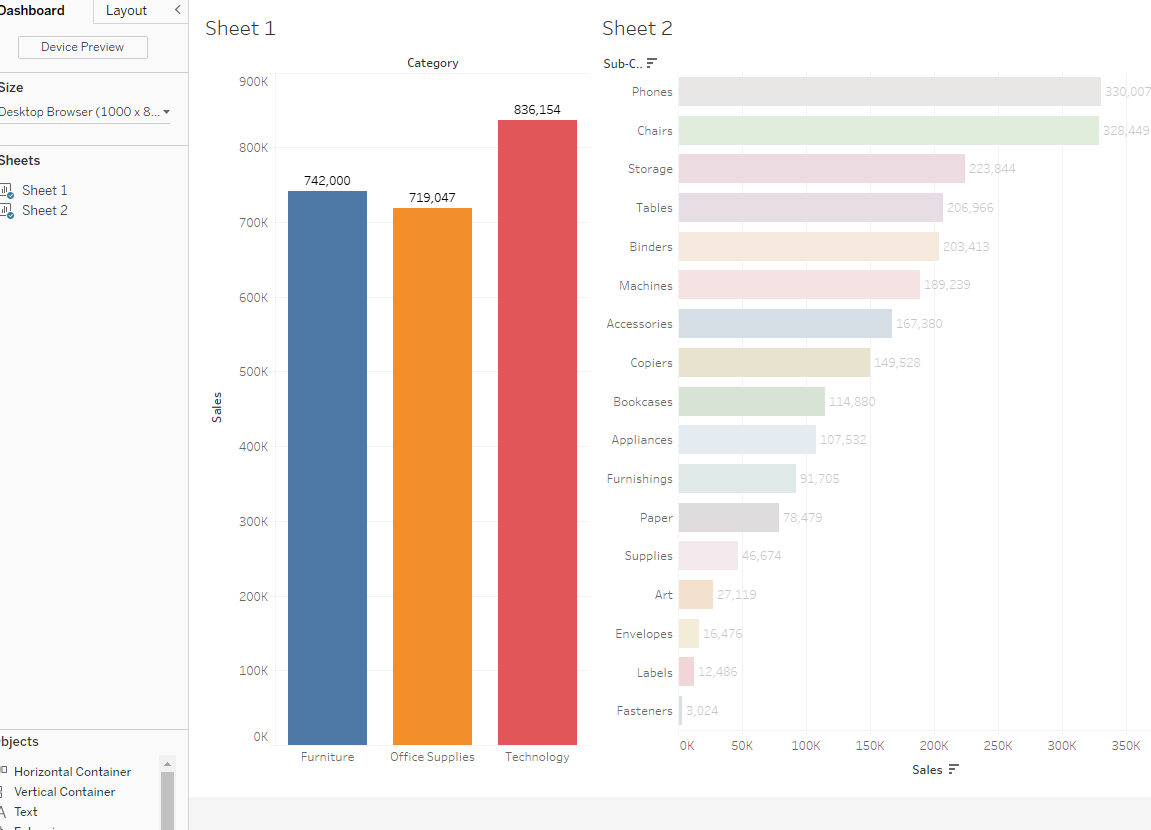 Dashboard
Layout
Device Preview
Size
Desktop Browser (1000 x 8...
Sheets
Sheet 1
Sheet 2
bjects
Horizontal Container
Vertical Container
Text
Sheet 1
Category
900K
800K
700K
600K
500K
400K
300K
200K
100K
0K
Sales
742,000
719,047
836,154
Furniture
Office Supplies
Technology
Sheet 2
Sub-C..
Phones 330,007
Chairs 328,449
Storage 223,844
Tables 206,966
Binders 203,413
Machines 189,239
Accessories 167,380
Copiers 149,528
Bookcases 114,880
Appliances 107,532
Furnishings 91,705
Paper 78,479
Supplies 46,674
Art 27,119
Envelopes 16,476
Labels 12,486
Fasteners 3,024
0K 50K 100K 150K 200K 250K 300K 350K
Sales